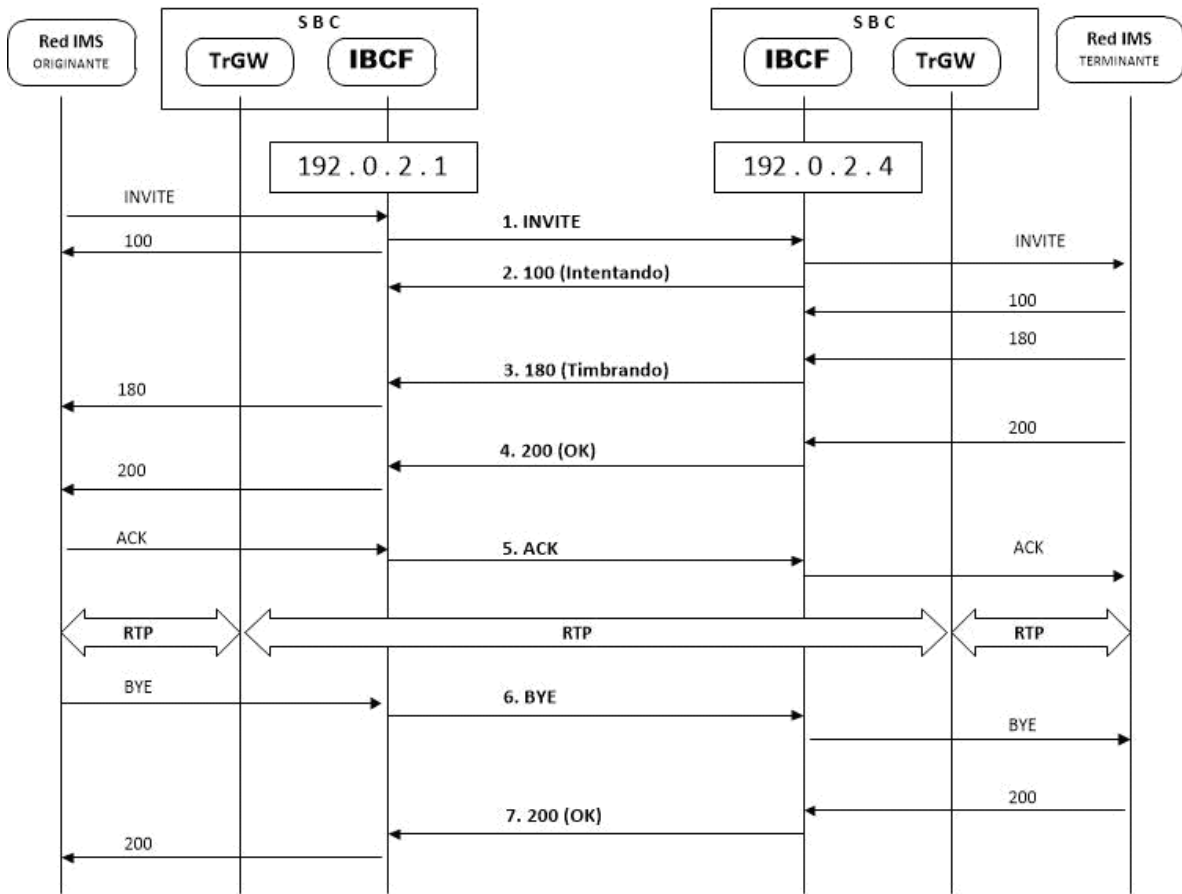 S B C
S B C
Red IMS
ORIGINANTE
TrGW
IBCF
IBCF
TrGW
Red IMS
TERMINANTE
192.0.2.1
192.0.2.4
INVITE
1. INVITE
100
INVITE
2. 100 (Intentando)
100
180
3. 180 (Timbrando)
180
200
4. 200 (OK)
200
ACK
5. ACK
ACK
RTP
RTP
RTP
BYE
6. BYE
BYE
200
7. 200 (OK)
200